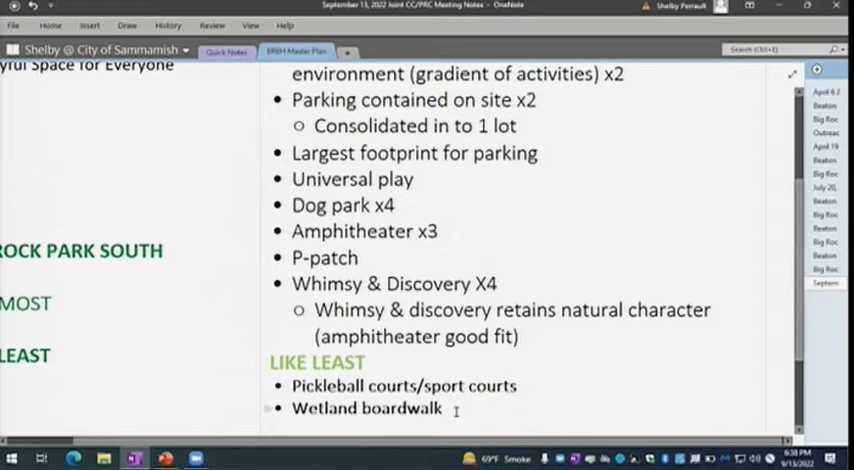 September 13, 2022 Joint CC/PRC Meeting Notes - OneNote
Shelby Perrault
File Home Insert Draw History Review View Help
Shelby @ City of Sammamish
Quick Notes
BRBH Master Plan
Search (Ctrl+E)
yful Space for Everyone
ROCK PARK SOUTH
MOST
LEAST
environment (gradient of activities) x2
• Parking contained on site x2
o Consolidated in to 1 lot
• Largest footprint for parking
• Universal play
• Dog park x4
• Amphitheater x3
• P-patch
• Whimsy & Discovery X4
o Whimsy & discovery retains natural character
(amphitheater good fit)
LIKE LEAST
• Pickleball courts/sport courts
• Wetland boardwalk
April 6 2
Beaton
Big Roc
Outreac
April 19
Beaton
Big Roc
July 20,
Beaton
Big Roc
Beaton
Big Roc
Beaton
Big Roc
Septem
69°F Smoke
6:38 PM
9/13/2022